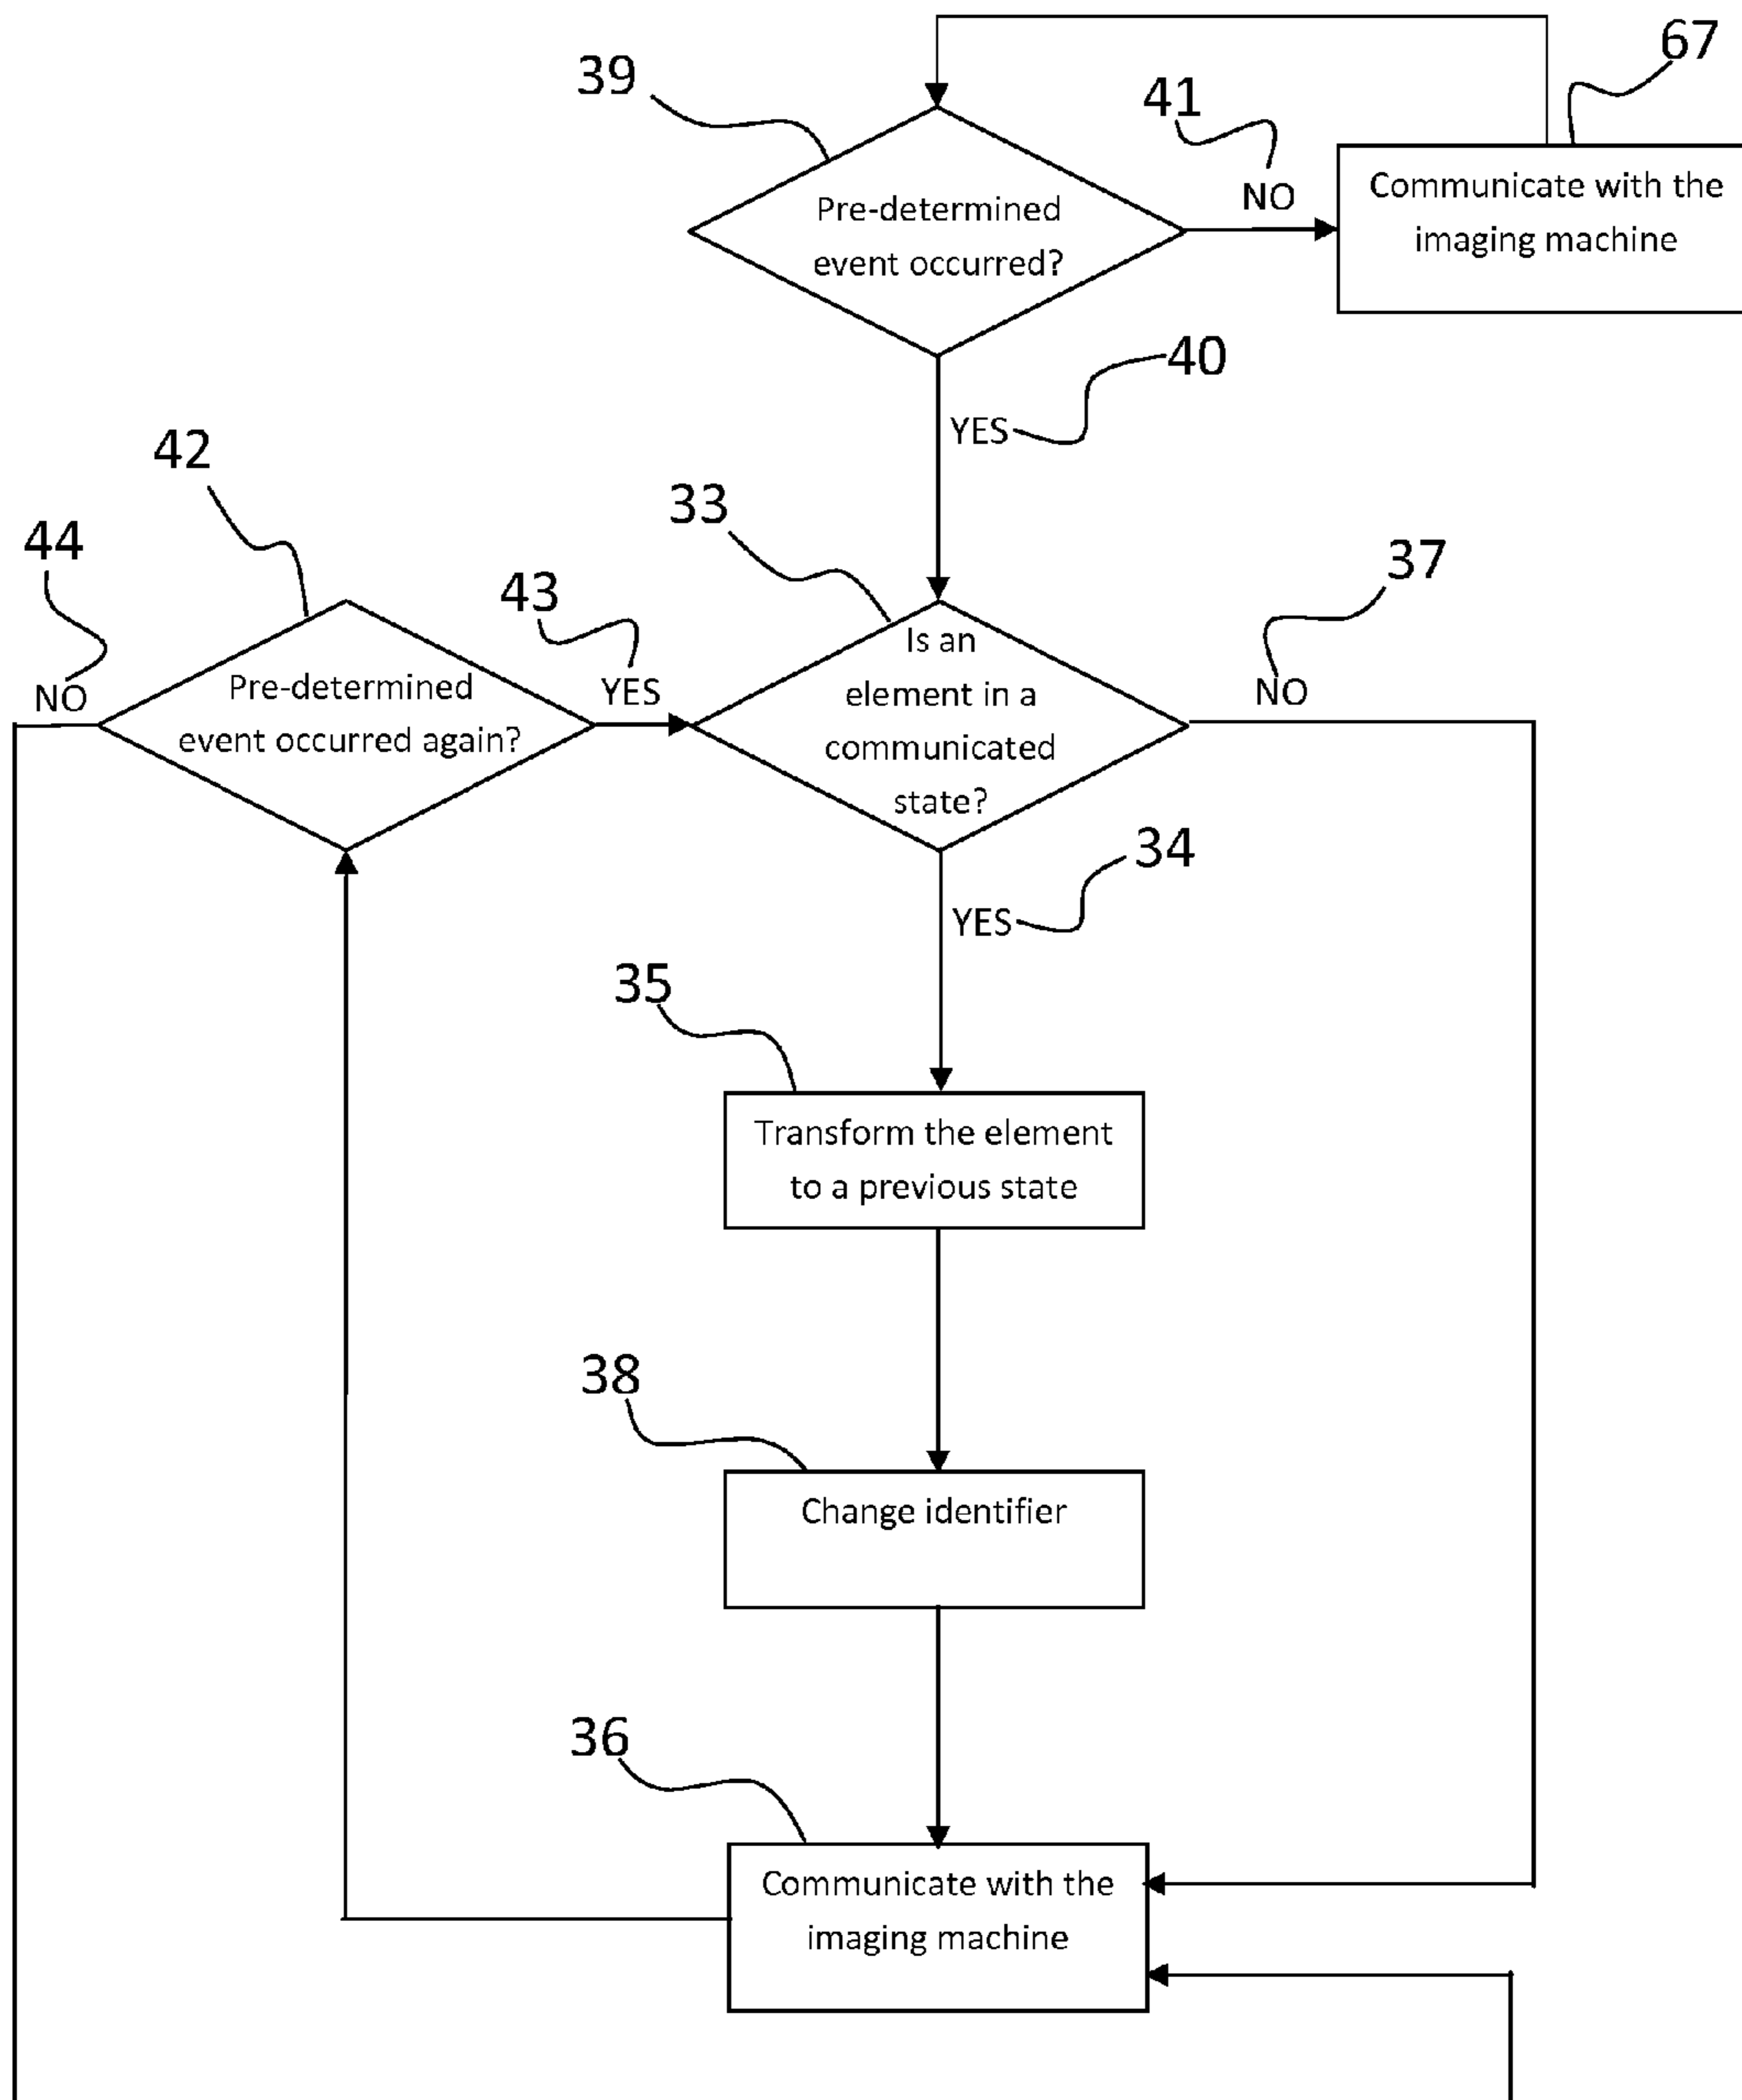 67
39
41
Pre-determined
event occurred?
NO
Communicate with the
imaging machine
40
YES
42
33
44
43
37
Is an
element in a
communicated
state?
NO
Pre-determined
event occurred again?
YES
NO
34
YES
35
Transform the element
to a previous state
38
Change identifier
36
Communicate with the
imaging machine